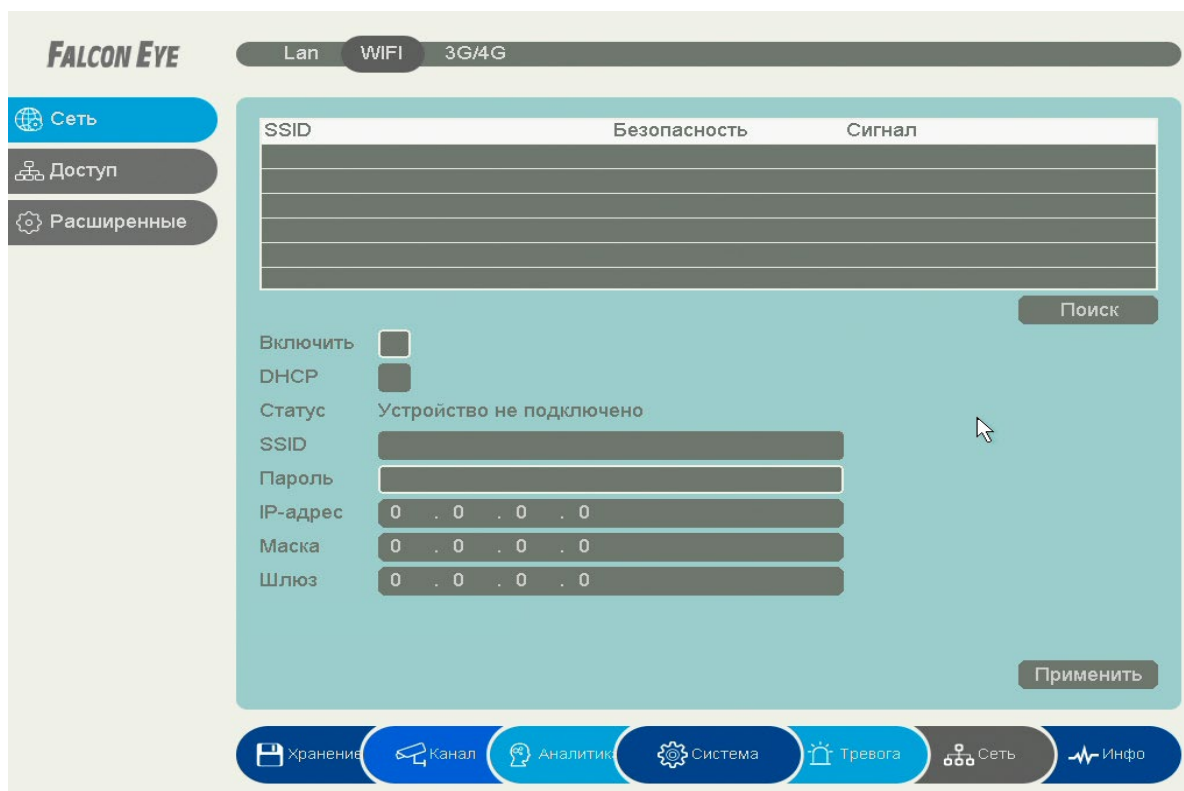 FALCON EYE
Lan WIFI 3G/4G
Сеть
Доступ
Расширенные
SSID Безопасность Сигнал
Поиск
Включить
DHCP
Статус Устройство не подключено
SSID
Пароль
IP-адрес 0 . 0 . 0 . 0
Маска 0 . 0 . 0 . 0
Шлюз 0 . 0 . 0 . 0
Применить
Хранение Канал Аналитик Система Тревога Сеть Инфо